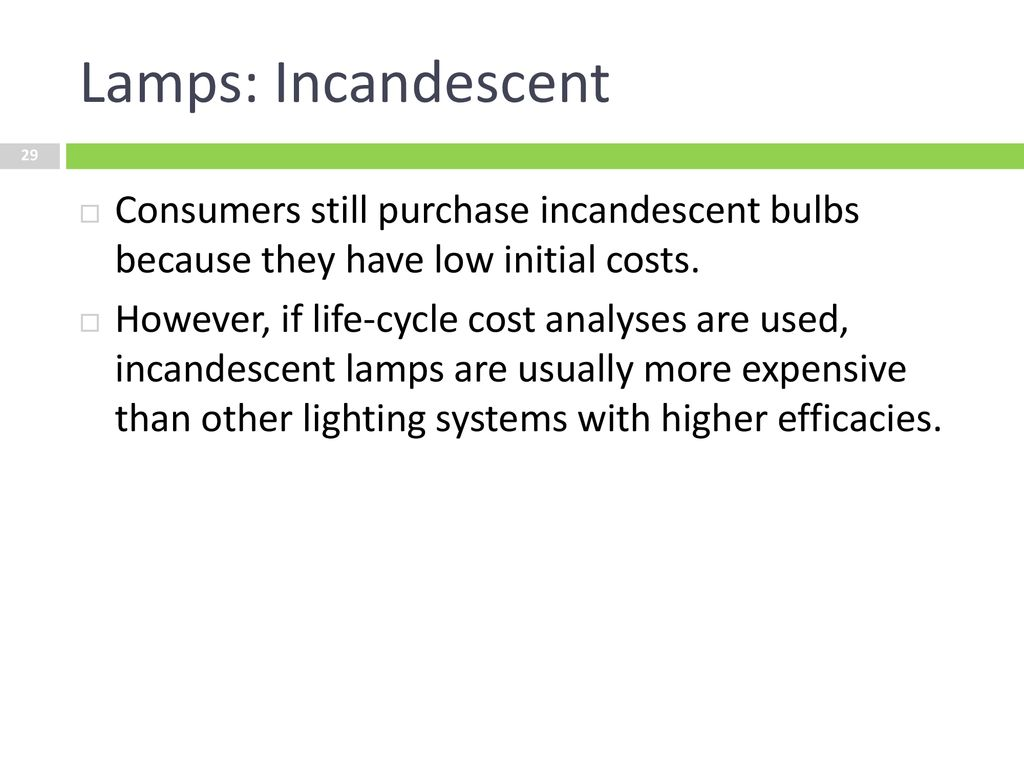 Lamps: Incandescent
29
Consumers still purchase incandescent bulbs
because they have low initial costs.
However, if life-cycle cost analyses are used,
incandescent lamps are usually more expensive
than other lighting systems with higher efficacies.